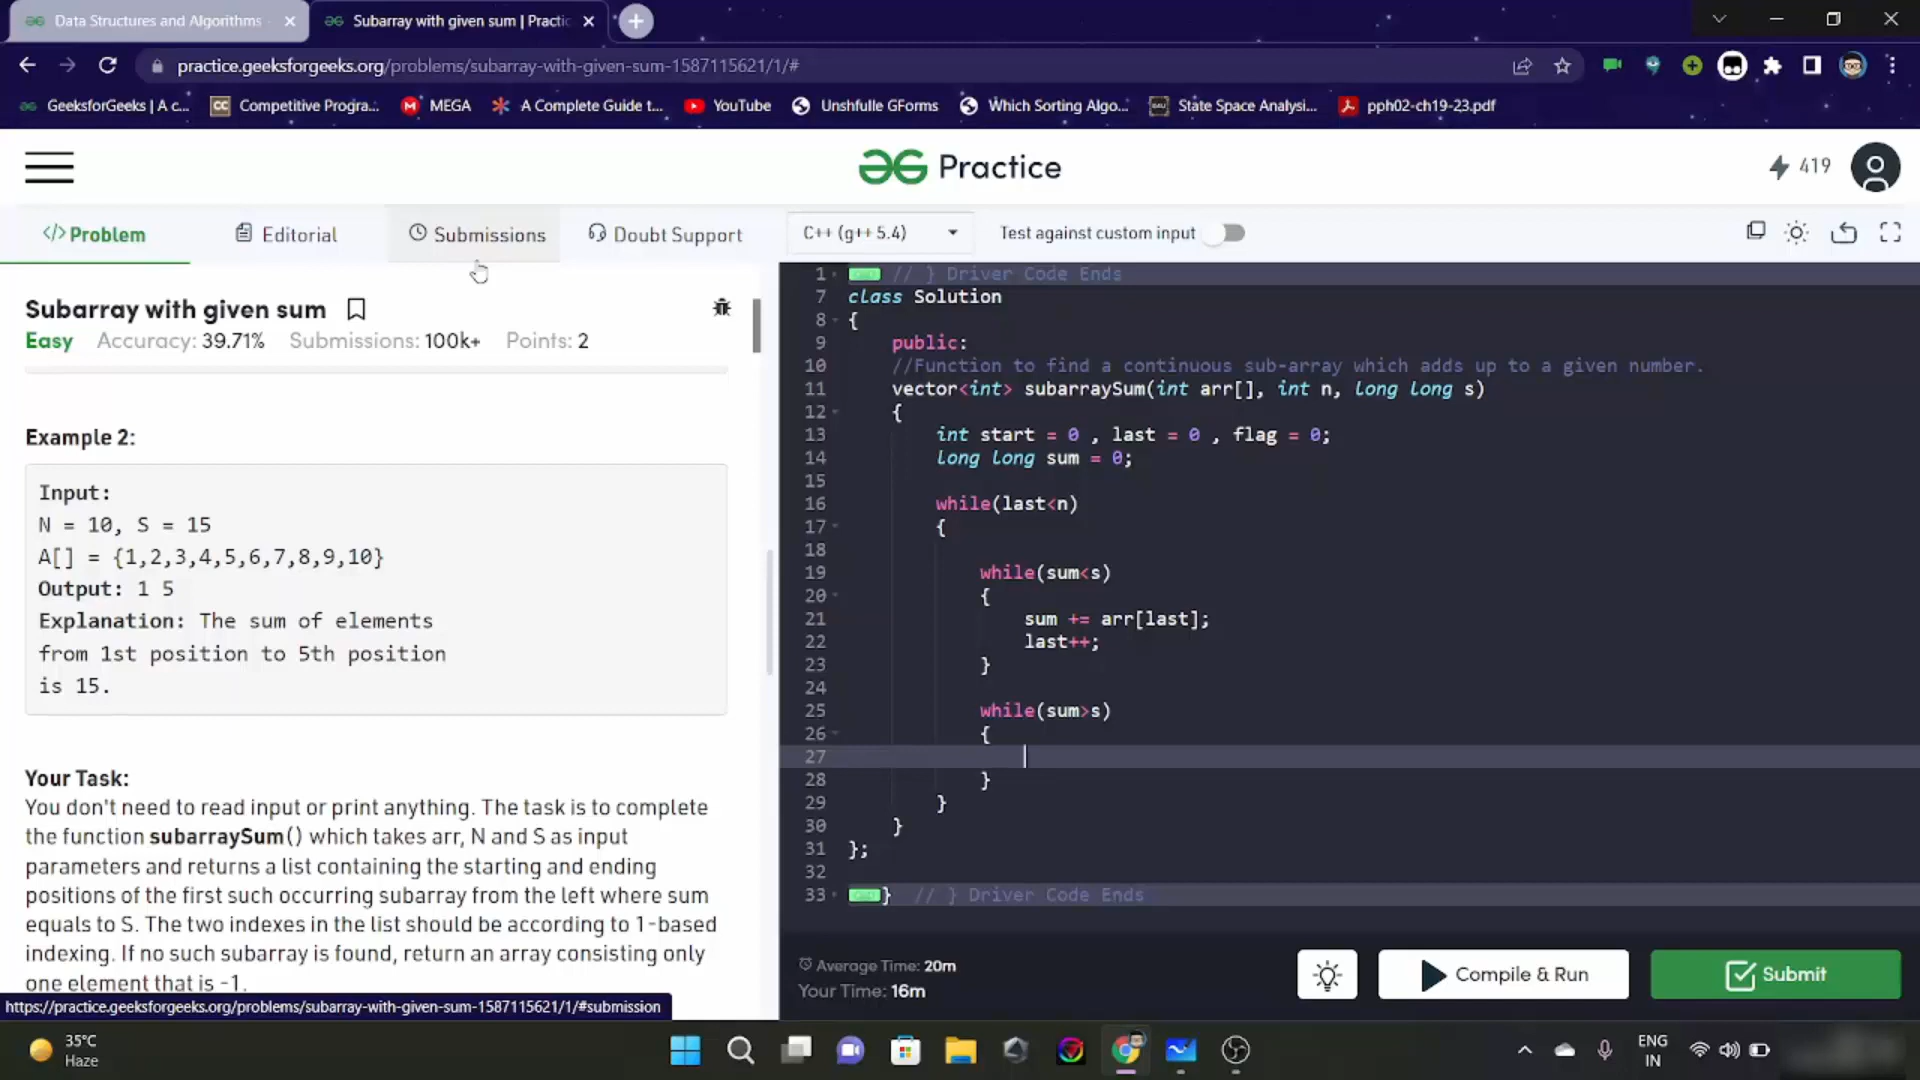 Data Structures and Algorithms
Subarray with given sum | Practic
practice.geeksforgeeks.org/problems/subarray-with-given-sum-1587115621/1/#
GeeksforGeeks | A c...
CC
Competitive Progra...
MEGA
A Complete Guide t...
YouTube
Unshfulle GForms
Which Sorting Algo...
State Space Analysi...
pph02-ch19-23.pdf
Practice
419
</>Problem
Editorial
Submissions
Doubt Support
C++ (g++ 5.4)
Test against custom input
Subarray with given sum
Easy Accuracy: 39.71% Submissions: 100k+ Points: 2
Example 2:
Input:
N = 10, S = 15
A[] = {1,2,3,4,5,6,7,8,9,10}
Output: 1 5
Explanation: The sum of elements
from 1st position to 5th position
is 15.
Your Task:
You don't need to read input or print anything. The task is to complete
the function subarraySum() which takes arr, N and S as input
parameters and returns a list containing the starting and ending
positions of the first such occurring subarray from the left where sum
equals to S. The two indexes in the list should be according to 1-based
indexing. If no such subarray is found, return an array consisting only
one element that is -1.
https://practice.geeksforgeeks.org/problems/subarray-with-given-sum-1587115621/1/#submission
1 // } Driver Code Ends
7 class Solution
8 {
9 public:
10 //Function to find a continuous sub-array which adds up to a given number.
11 vector<int> subarraySum(int arr[], int n, long long s)
12 {
13 int start = 0 , last = 0 , flag = 0;
14 long long sum = 0;
15
16 while(last<n)
17 {
18
19 while(sum<s)
20 {
21 sum += arr[last];
22 last++;
23 }
24
25 while(sum>s)
26 {
27
28 }
29 }
30 }
31 };
32
33 } // } Driver Code Ends
Average Time: 20m
Your Time: 16m
Compile & Run
Submit
35°C
Haze
ENG
IN